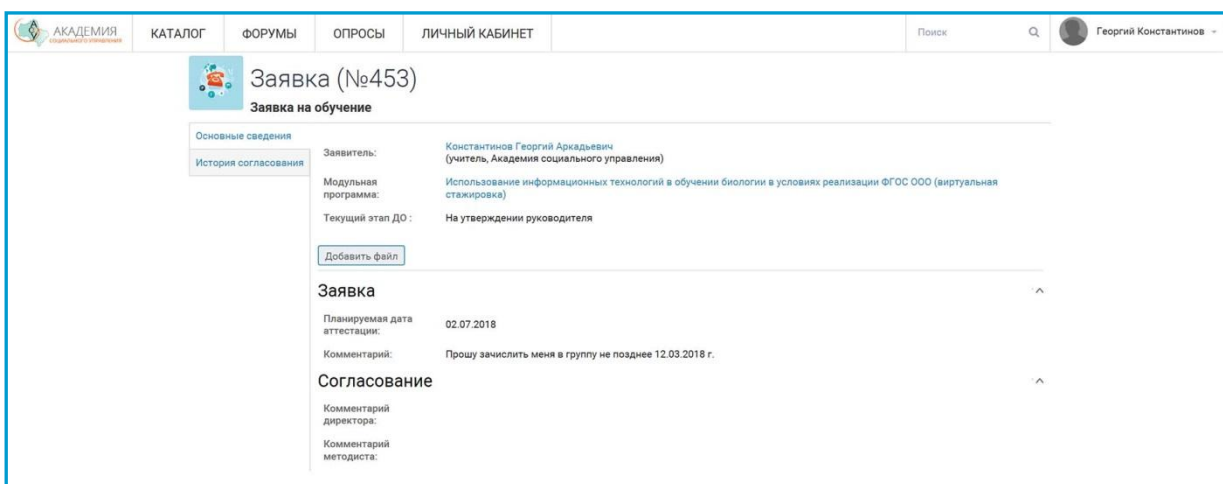 АКАДЕМИЯ
СОЦИАЛЬНОГО УПРАВЛЕНИЯ
КАТАЛОГ ФОРУМЫ ОПРОСЫ ЛИЧНЫЙ КАБИНЕТ Поиск Георгий Константинов
Заявка (№453)
Заявка на обучение
Основные сведения
История согласования
Заявитель: Константинов Георгий Аркадьевич
(учитель, Академия социального управления)
Модульная программа: Использование информационных технологий в обучении биологии в условиях реализации ФГОС ООО (виртуальная
стажировка)
Текущий этап ДО : На утверждении руководителя
Добавить файл
Заявка
Планируемая дата
аттестации: 02.07.2018
Комментарий: Прошу зачислить меня в группу не позднее 12.03.2018 г.
Согласование
Комментарий
директора:
Комментарий
методиста: